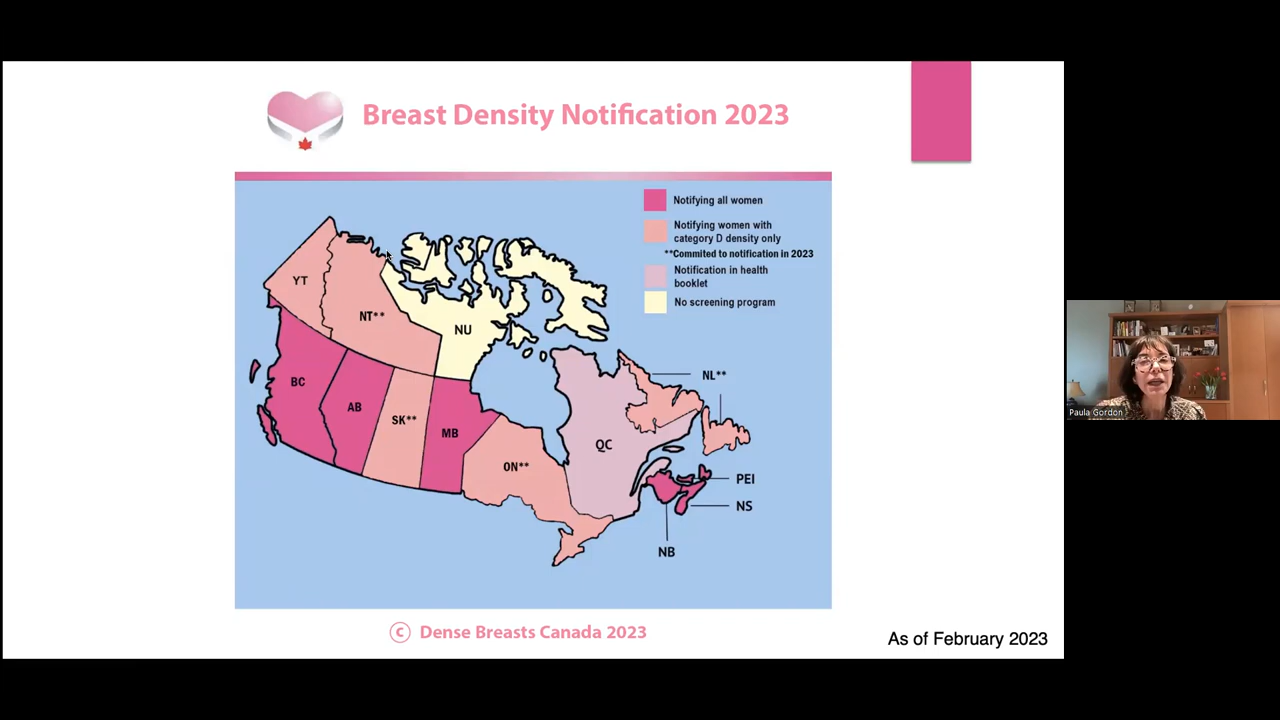 Breast Density Notification 2023
Notifying all women
Notifying women with
category D density only
**Commited to notification in 2023
Notification in health
booklet
No screening program
YT
NT**
NU
BC
AB
SK**
MB
ON**
QC
NL**
PEI
NS
NB
© Dense Breasts Canada 2023
As of February 2023
Paula Gordon